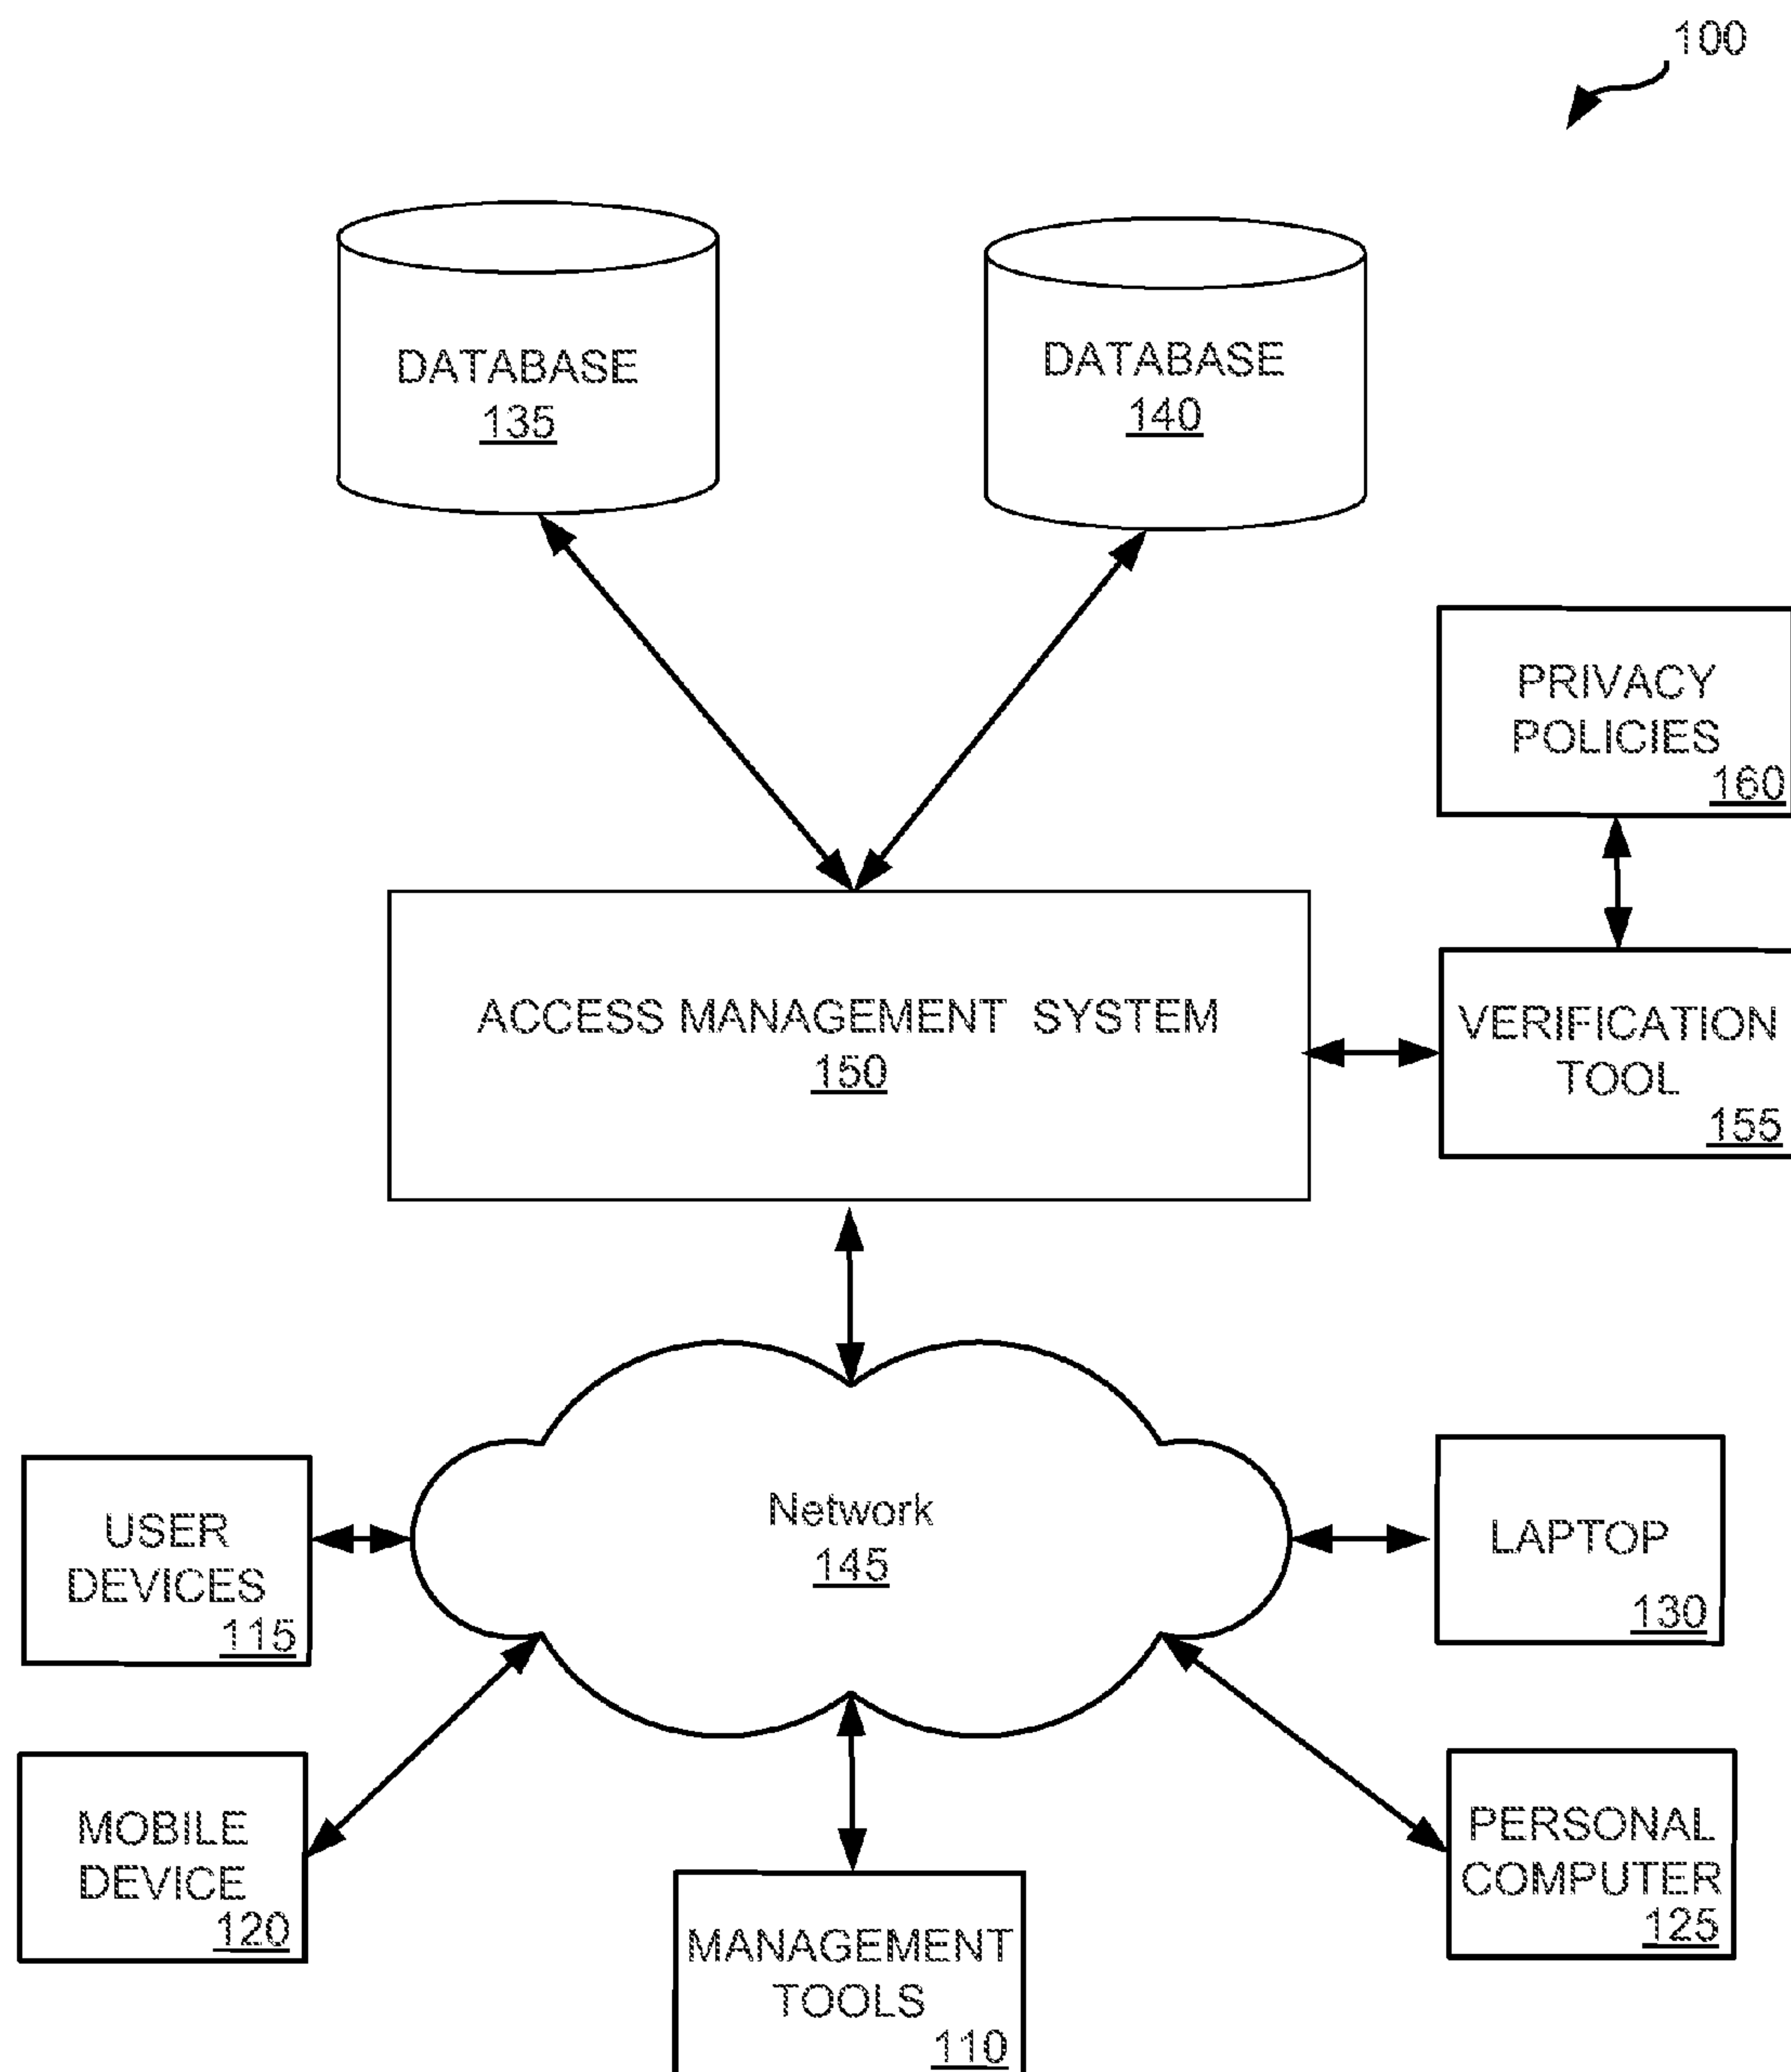 100
DATABASE
135
DATABASE
140
PRIVACY
POLICIES
160
ACCESS MANAGEMENT SYSTEM
150
VERIFICATION
TOOL
155
Network
145
USER
DEVICES
115
LAPTOP
130
MOBILE
DEVICE
120
PERSONAL
COMPUTER
125
MANAGEMENT
TOOLS
110